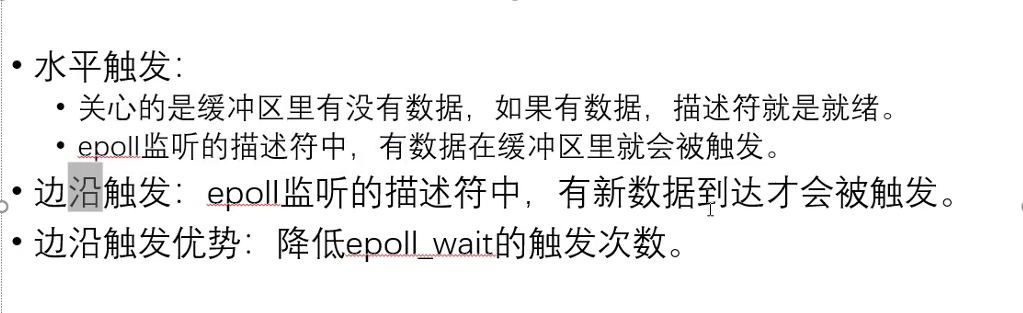 • 水平触发：
• 关心的是缓冲区里有没有数据，如果有数据，描述符就是就绪。
• epoll监听的描述符中，有数据在缓冲区里就会被触发。
• 边沿触发：epoll监听的描述符中，有新数据到达才会被触发。
• 边沿触发优势：降低epoll_wait的触发次数。